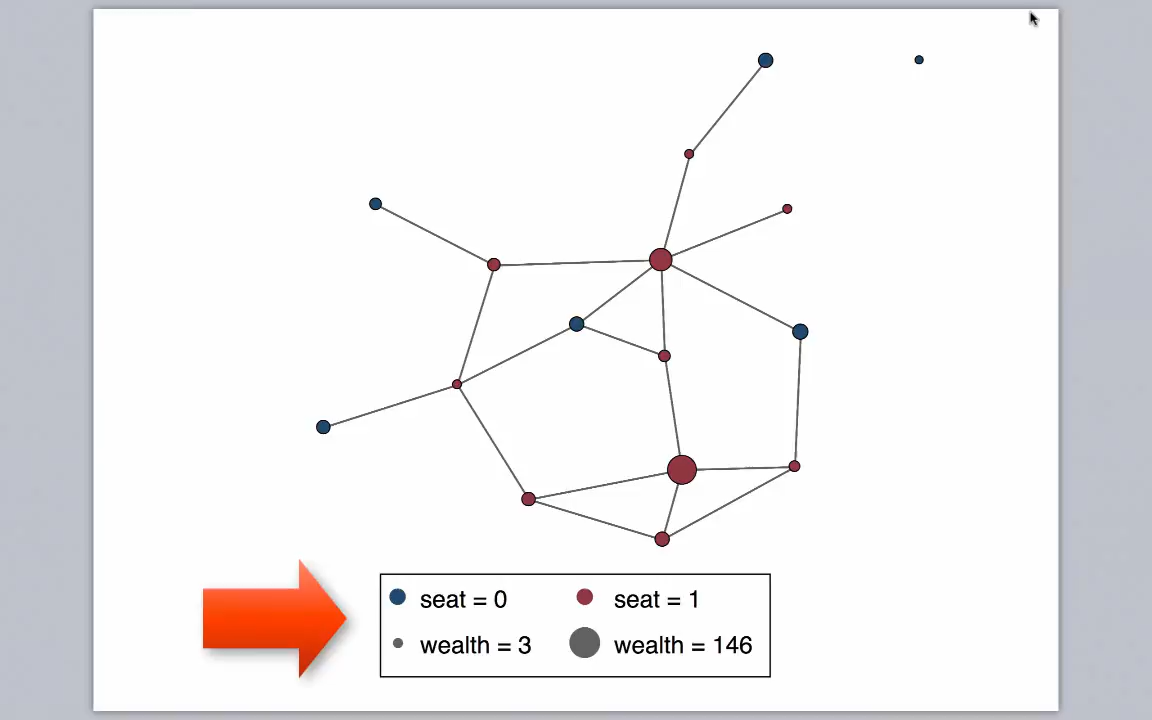 seat = 0 seat = 1
wealth = 3 wealth = 146